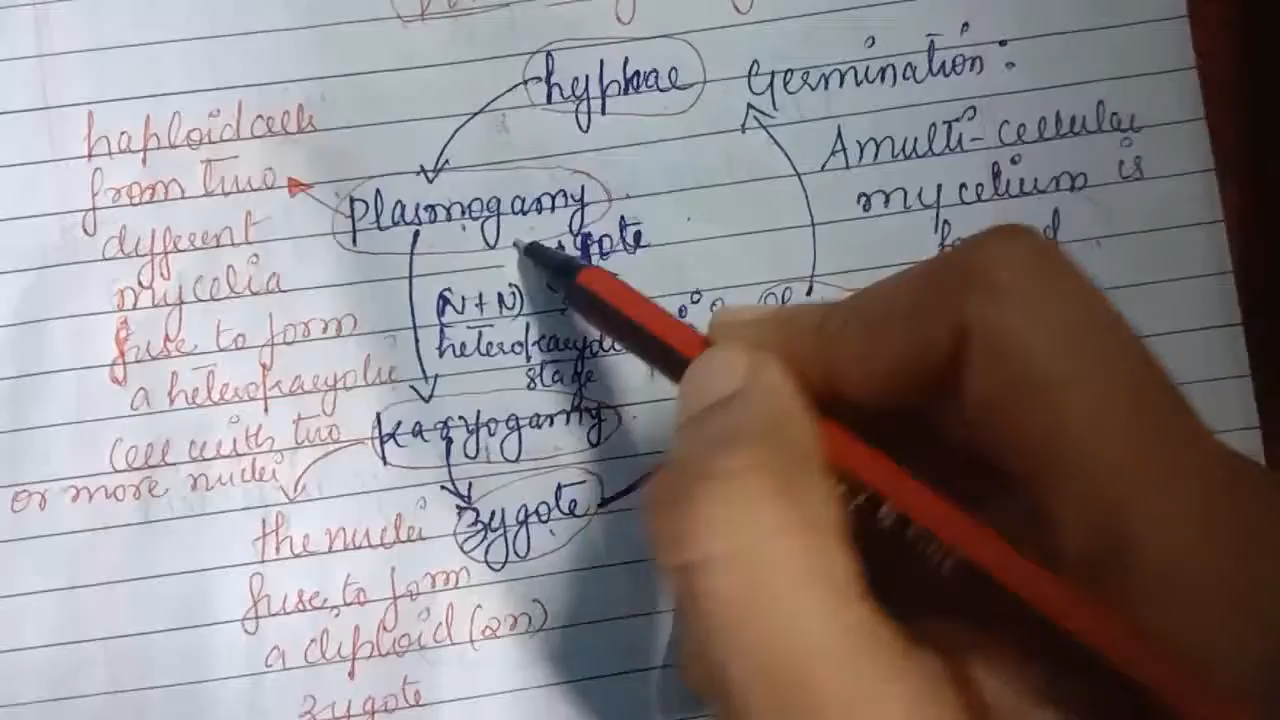 hyphae
Germination:
A multi-cellular
mycelium is
haploid cells
from two
different
mycelia
fuse to form
a heterokaryotic
cell with two
or more nuclei
plasmogamy
(N+N)
stage
karyogamy
zygote
the nuclei
fuse to form
a diploid (2n)
zygote